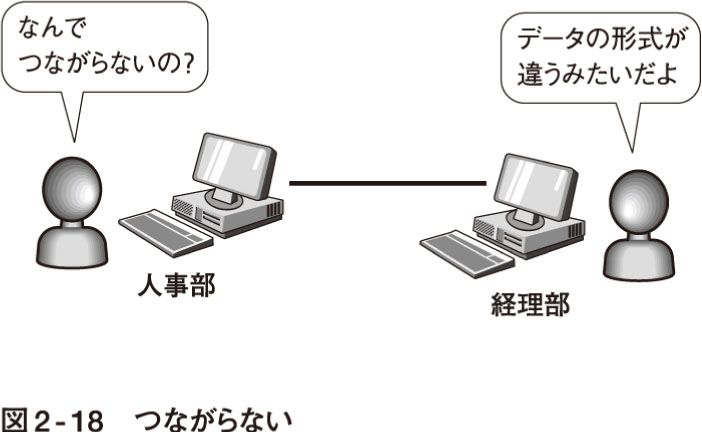 なんで
つながらないの?
データの形式が
違うみたいだよ
人事部
経理部
図2-18 つながらない